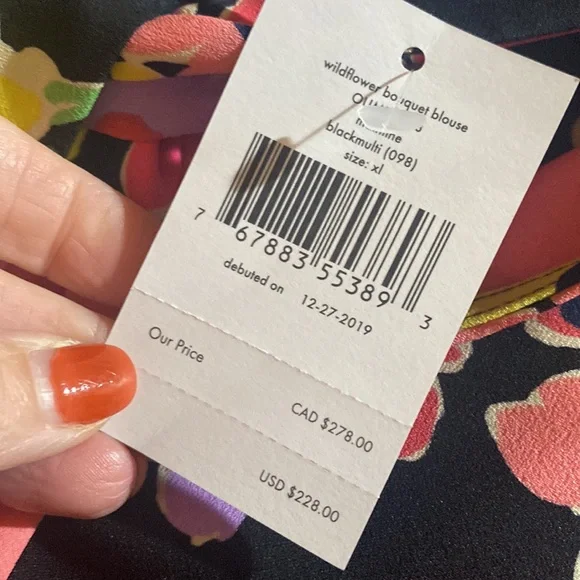 wildflower bouquet blouse
blackmulti (098)
size: xl
7 67883 55389 3
debuted on 12-27-2019
Our Price
CAD $278.00
USD $228.00